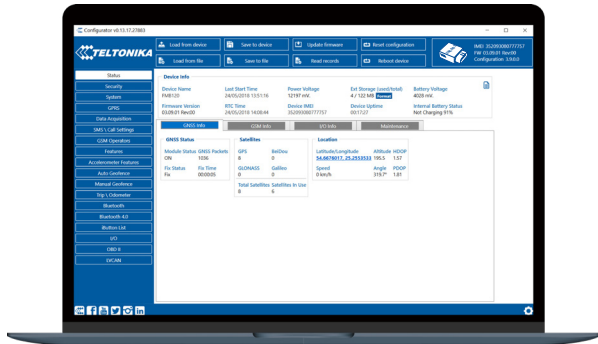 Configurator v0.13.17.27883
TELTONIKA
Load from device
Save to device
Update firmware
Reset configuration
Load from file
Save to file
Read records
Reboot device
IMEI 352093080777757
FW 03.09.01 Rev:00
Configuration 1.9.0.0
Status
Security
System
GPRS
Data Acquisition
SMS \ Call Settings
GSM Operators
Features
Accelerometer Features
Auto Geofence
Manual Geofence
Trip \ Odometer
Bluetooth
Bluetooth 4.0
iButton List
I/O
OBD II
LVCAN
Device Info
Device Name Last Start Time Power Voltage Ext Storage (used/total) Battery Voltage
FMB120 24/05/2018 13:51:16 12197 mV. 4 / 122 MB Format 4028 mV.
Firmware Version RTC Time Device IMEI Device Uptime Internal Battery Status
03.09.01 Rev:00 24/05/2018 14:08:44 352093080777757 00:17:27 Not Charging 91%
GNSS Info GSM Info I/O Info Maintenance
GNSS Status
Module Status GNSS Packets
ON 1036
Fix Status Fix Time
Fix 00:00:05
Satellites
GPS BeiDou
8 0
GLONASS Galileo
0 0
Total Satellites Satellites In Use
8 6
Location
Latitude/Longitude Altitude HDOP
54.6678017, 25.2553533 195.5 1.57
Speed Angle PDOP
0 km/h 319.7° 1.81